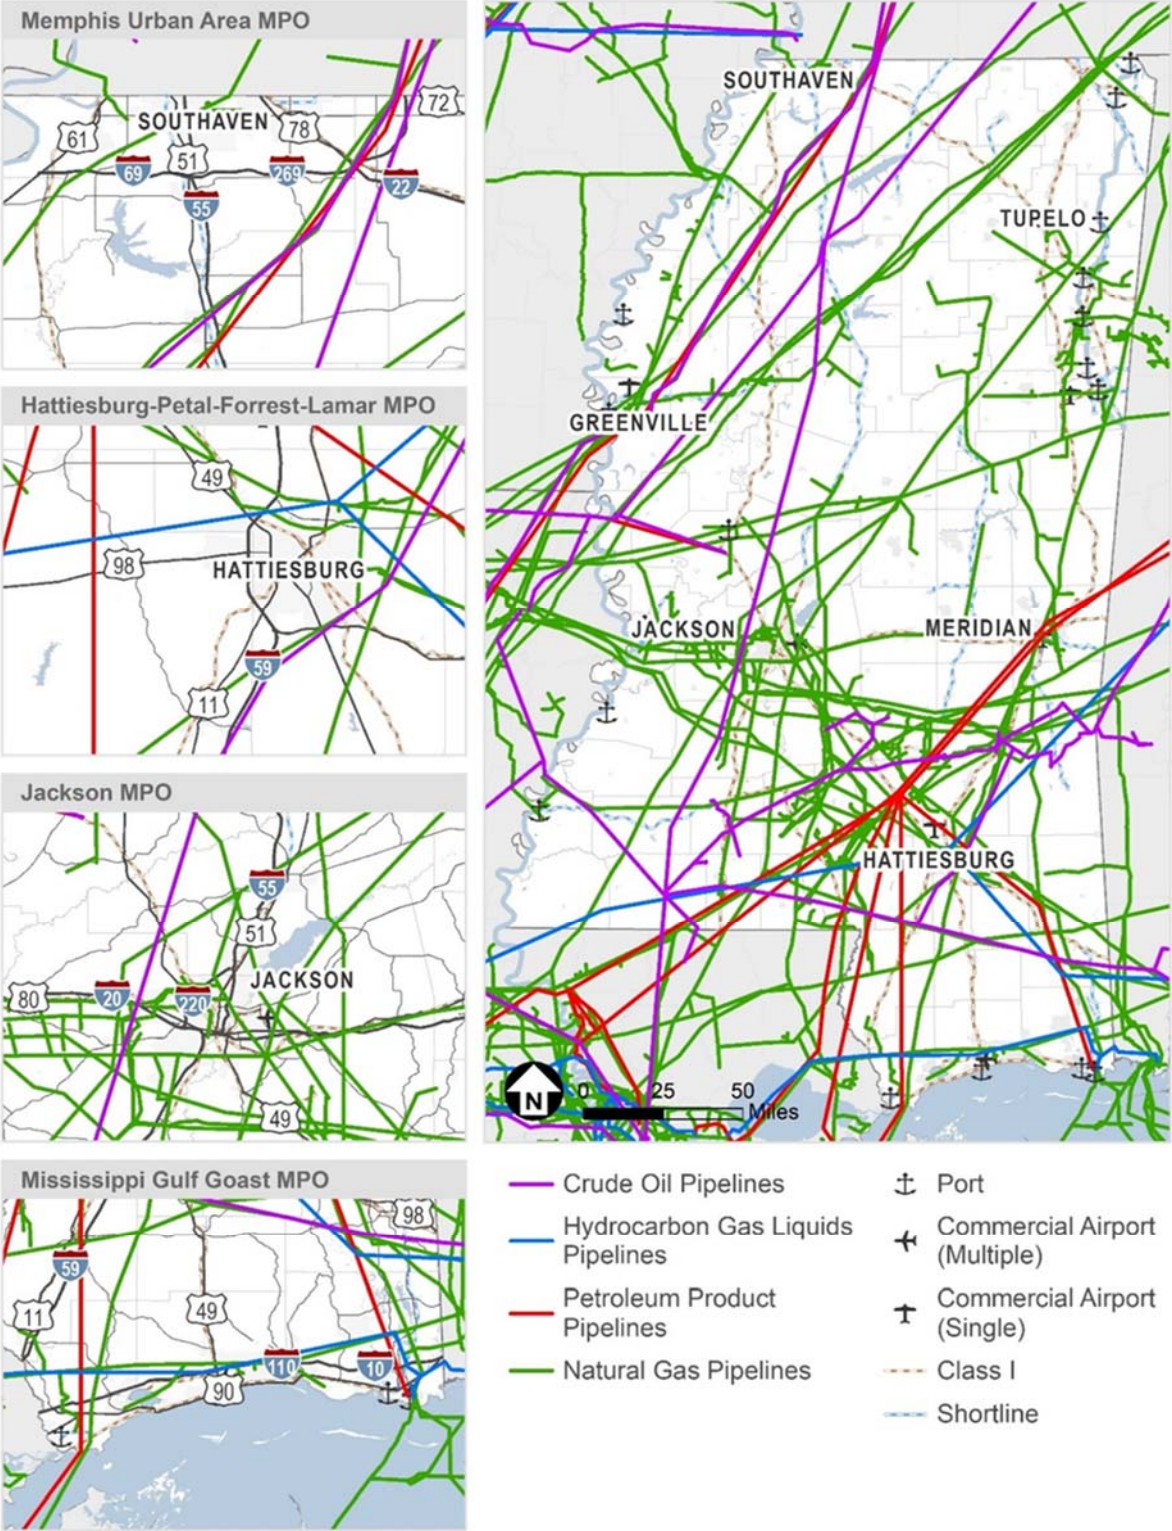 Memphis Urban Area MPO
72
61
SOUTHAVEN
78
51
69
269
22
55
Hattiesburg-Petal-Forrest-Lamar MPO
49
98
HATTIESBURG
59
11
Jackson MPO
55
51
JACKSON
80
20
220
49
Mississippi Gulf Goast MPO
98
59
11
49
110
10
90
SOUTHAVEN
TUPELO
GREENVILLE
JACKSON
MERIDIAN
HATTIESBURG
N
0 25 50
Miles
Crude Oil Pipelines
Hydrocarbon Gas Liquids
Pipelines
Petroleum Product
Pipelines
Natural Gas Pipelines
Port
Commercial Airport
(Multiple)
Commercial Airport
(Single)
Class I
Shortline